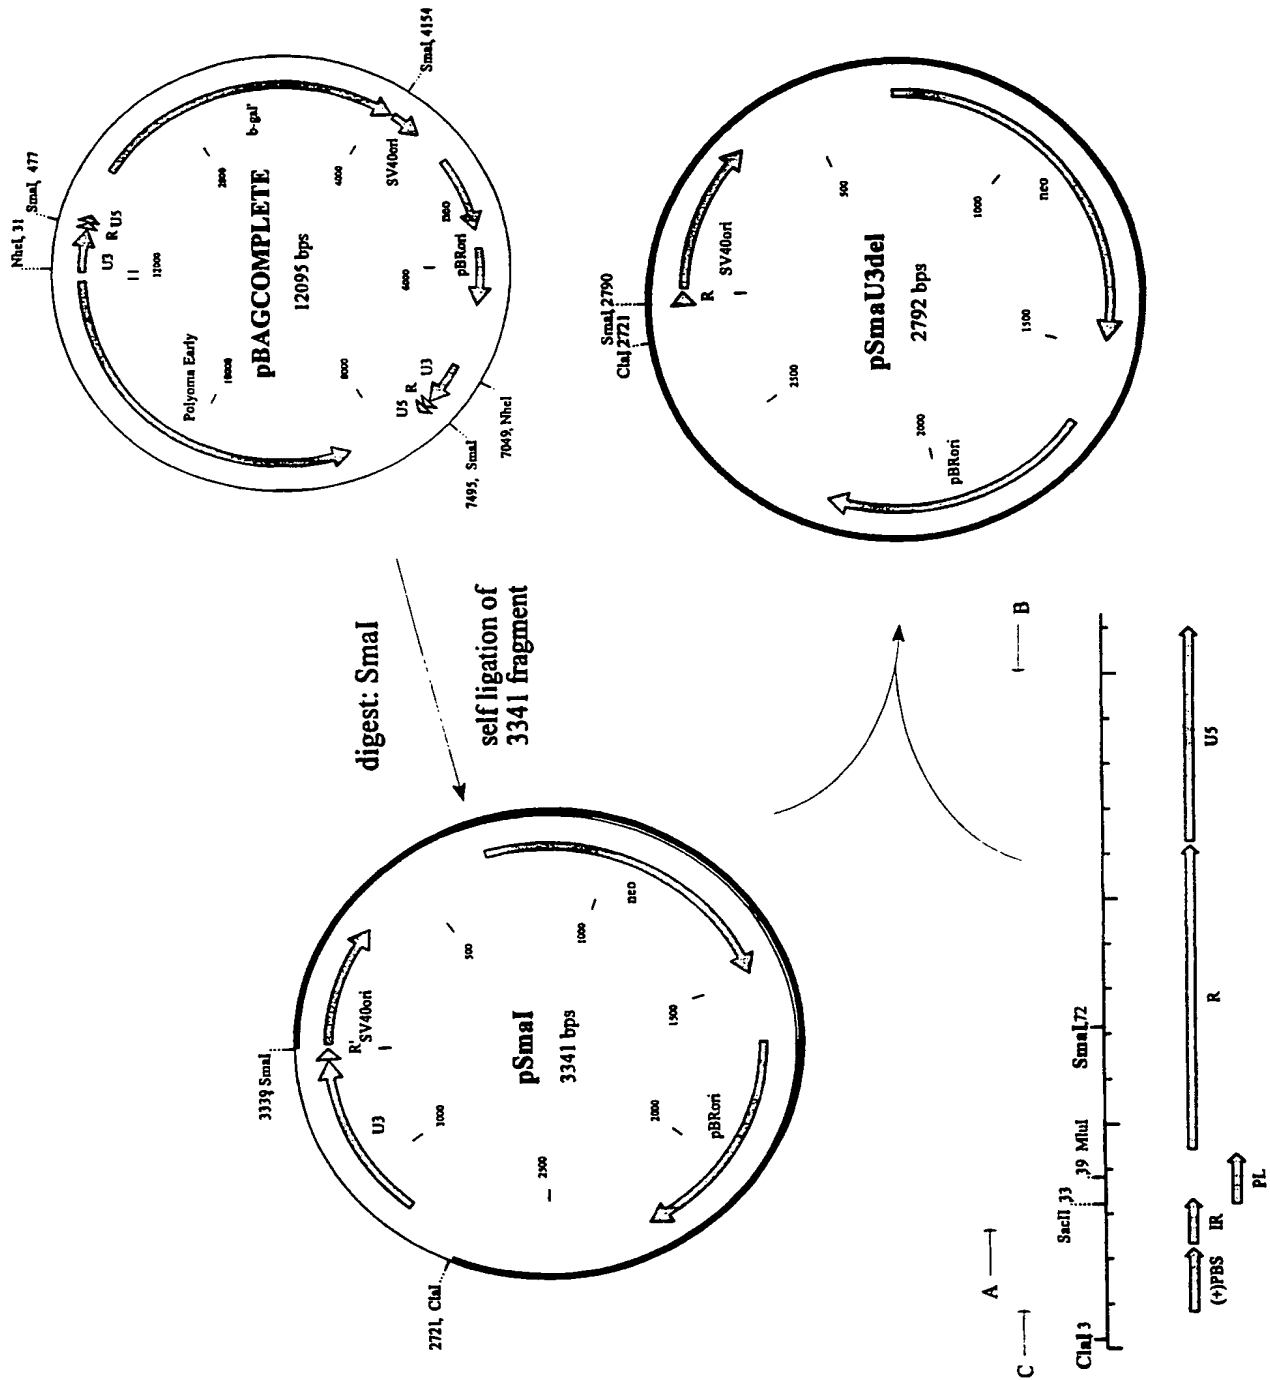 NheI, 31
SmaI, 477
SmaI, 4154
7049, NheI
7495, SmaI
U3
R
U5
b-gal'
SV40ori
neo
pBRori
U3
R
U5
Polyoma Early
2000
4000
6000
8000
10000
12000
pBAGCOMPLETE
12095 bps
digest: SmaI
self ligation of
3341 fragment
3339, SmaI
2721, ClaI
U3
R'
SV40ori
neo
pBRori
500
1000
1500
2000
2500
3000
pSmaI
3341 bps
SmaI, 2790
ClaI, 2721
R
SV40ori
neo
pBRori
500
1000
1500
2000
2500
pSmaU3del
2792 bps
C
A
B
ClaI, 3
SacII, 33
39 MluI
SmaI, 72
(+)PBS
IR
PL
R
U5